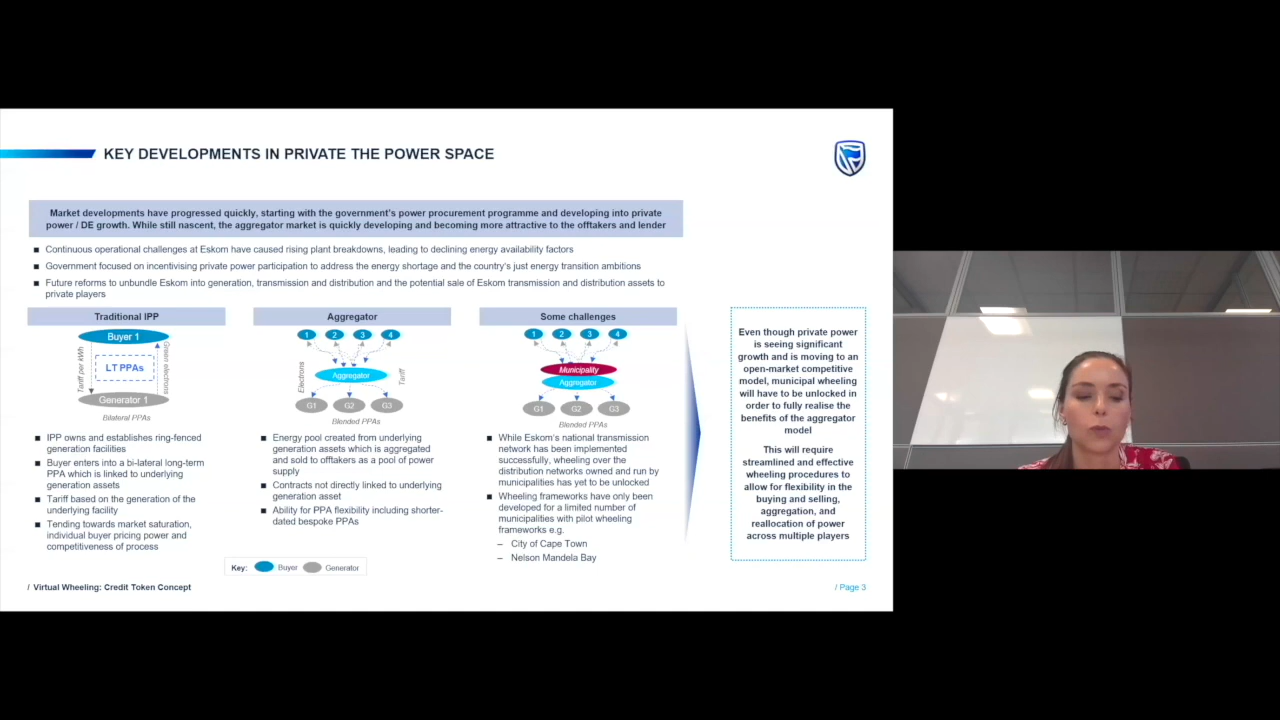 KEY DEVELOPMENTS IN PRIVATE THE POWER SPACE
Market developments have progressed quickly, starting with the government's power procurement programme and developing into private
power / DE growth. While still nascent, the aggregator market is quickly developing and becoming more attractive to the offtakers and lender
Continuous operational challenges at Eskom have caused rising plant breakdowns, leading to declining energy availability factors
Government focused on incentivising private power participation to address the energy shortage and the country's just energy transition ambitions
Future reforms to unbundle Eskom into generation, transmission and distribution and the potential sale of Eskom transmission and distribution assets to
private players
Traditional IPP
Buyer 1
Tariff per kWh
LT PPAs
Green electrons
Generator 1
Bilateral PPAs
IPP owns and establishes ring-fenced
generation facilities
Buyer enters into a bi-lateral long-term
PPA which is linked to underlying
generation assets
Tariff based on the generation of the
underlying facility
Tending towards market saturation,
individual buyer pricing power and
competitiveness of process
Aggregator
1 2 3 4
Electrons
Aggregator
Tariff
G1 G2 G3
Blended PPAs
Energy pool created from underlying
generation assets which is aggregated
and sold to offtakers as a pool of power
supply
Contracts not directly linked to underlying
generation asset
Ability for PPA flexibility including shorter-
dated bespoke PPAs
Some challenges
1 2 3 4
Municipality
Aggregator
G1 G2 G3
Blended PPAs
While Eskom's national transmission
network has been implemented
successfully, wheeling over the
distribution networks owned and run by
municipalities has yet to be unlocked
Wheeling frameworks have only been
developed for a limited number of
municipalities with pilot wheeling
frameworks e.g.
– City of Cape Town
– Nelson Mandela Bay
Even though private power
is seeing significant
growth and is moving to an
open-market competitive
model, municipal wheeling
will have to be unlocked in
order to fully realise the
benefits of the aggregator
model
This will require
streamlined and effective
wheeling procedures to
allow for flexibility in the
buying and selling,
aggregation, and
reallocation of power
across multiple players
Key: Buyer Generator
/ Virtual Wheeling: Credit Token Concept
/ Page 3